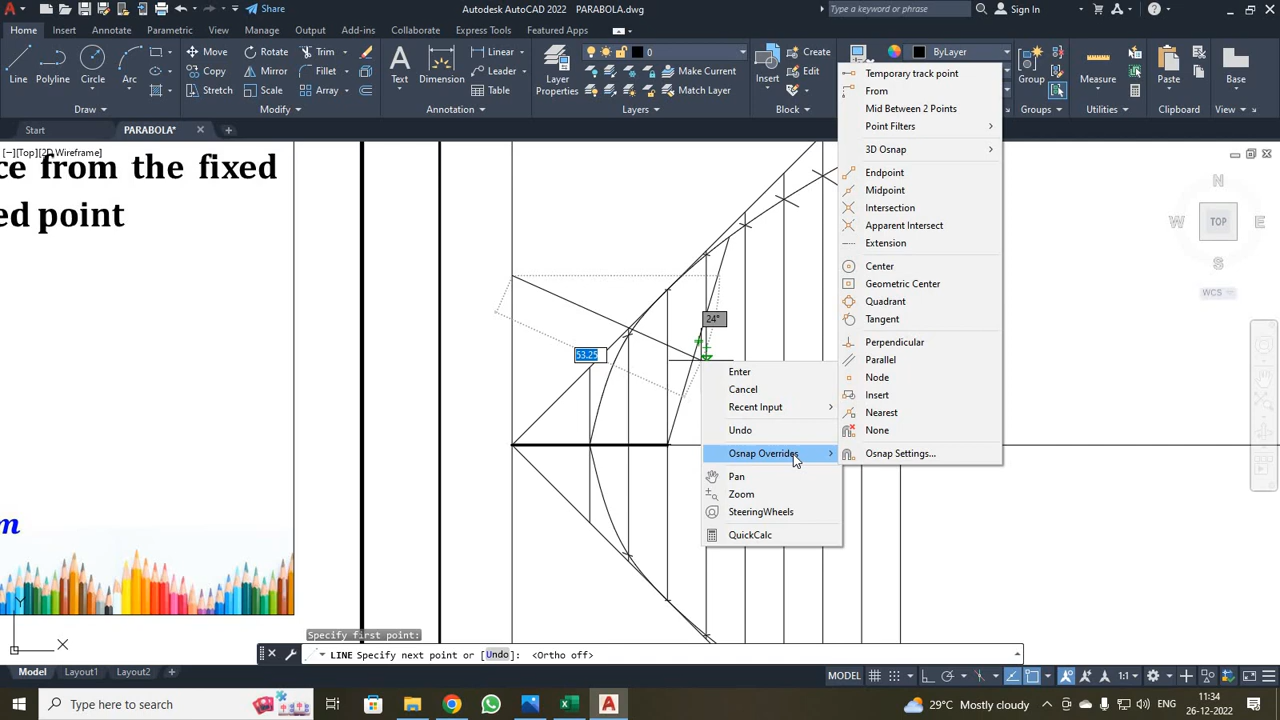 Share
Autodesk AutoCAD 2022 PARABOLA.dwg
Type a keyword or phrase
Sign In
Home Insert Annotate Parametric View Manage Output Add-ins Collaborate Express Tools Featured Apps
Line
Polyline
Circle
Arc
Move
Rotate
Trim
Copy
Mirror
Fillet
Stretch
Scale
Array
Text
Dimension
Linear
Leader
Table
Layer
Properties
0
Make Current
Match Layer
Insert
Create
Edit
ByLayer
Group
Measure
Paste
Base
Draw
Modify
Annotation
Layers
Block
Groups
Utilities
Clipboard
View
Start
PARABOLA*
[−][Top][2D Wireframe]
ce from the fixed
ed point
m
Temporary track point
From
Mid Between 2 Points
Point Filters
3D Osnap
Endpoint
Midpoint
Intersection
Apparent Intersect
Extension
Center
Geometric Center
Quadrant
Tangent
Perpendicular
Parallel
Node
Insert
Nearest
None
Osnap Settings...
24°
53.25
Enter
Cancel
Recent Input
Undo
Osnap Overrides
Pan
Zoom
SteeringWheels
QuickCalc
N
W TOP E
S
WCS
Y
X
Specify first point:
LINE Specify next point or [Undo]: <Ortho off>
Model Layout1 Layout2
MODEL
1:1
Type here to search
29°C Mostly cloudy
ENG
11:34
26-12-2022